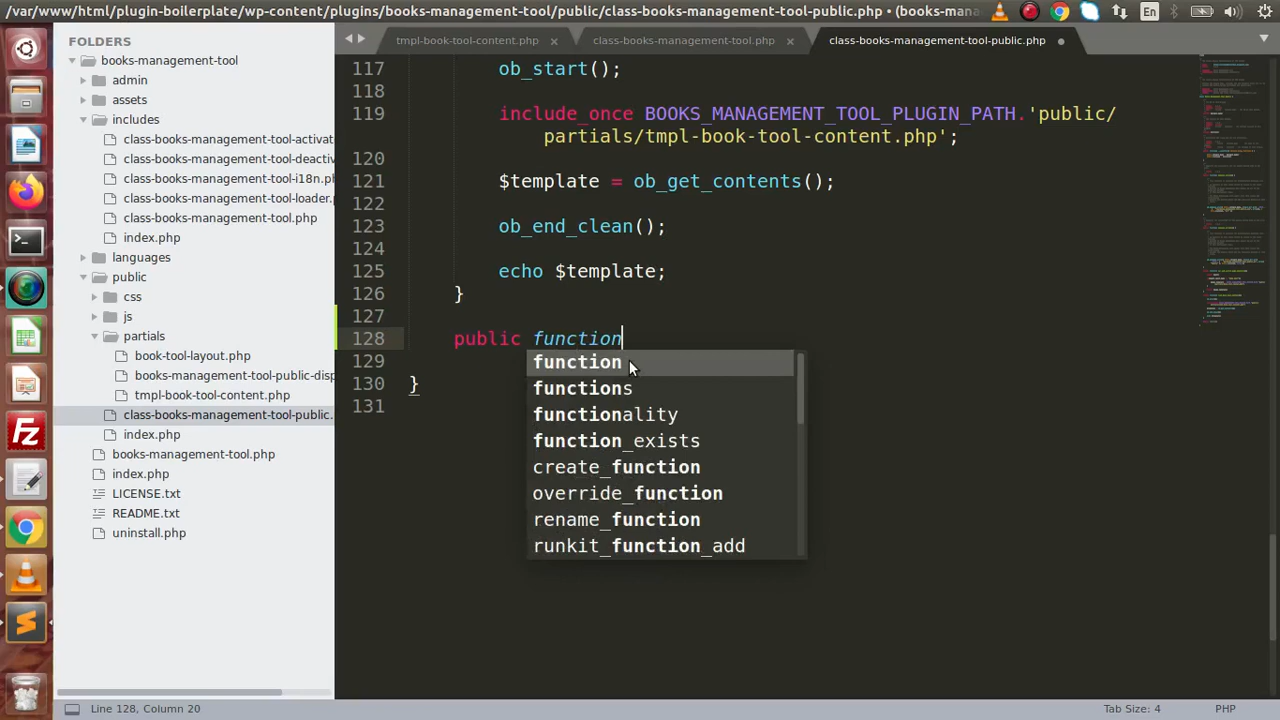 /var/www/html/plugin-boilerplate/wp-content/plugins/books-management-tool/public/class-books-management-tool-public.php • (books-mana
En
FOLDERS
books-management-tool
admin
assets
includes
class-books-management-tool-activat
class-books-management-tool-deactiv
class-books-management-tool-i18n.ph
class-books-management-tool-loader.p
class-books-management-tool.php
index.php
languages
public
css
js
partials
book-tool-layout.php
books-management-tool-public-disp
tmpl-book-tool-content.php
class-books-management-tool-public.
index.php
books-management-tool.php
index.php
LICENSE.txt
README.txt
uninstall.php
tmpl-book-tool-content.php × class-books-management-tool.php × class-books-management-tool-public.php •
117 ob_start();
118
119 include_once BOOKS_MANAGEMENT_TOOL_PLUGIN_PATH.'public/
partials/tmpl-book-tool-content.php';
120
121 $template = ob_get_contents();
122
123 ob_end_clean();
124
125 echo $template;
126 }
127
128 public function
129
130 }
131
function
functions
functionality
function_exists
create_function
override_function
rename_function
runkit_function_add
Line 128, Column 20
Tab Size: 4
PHP